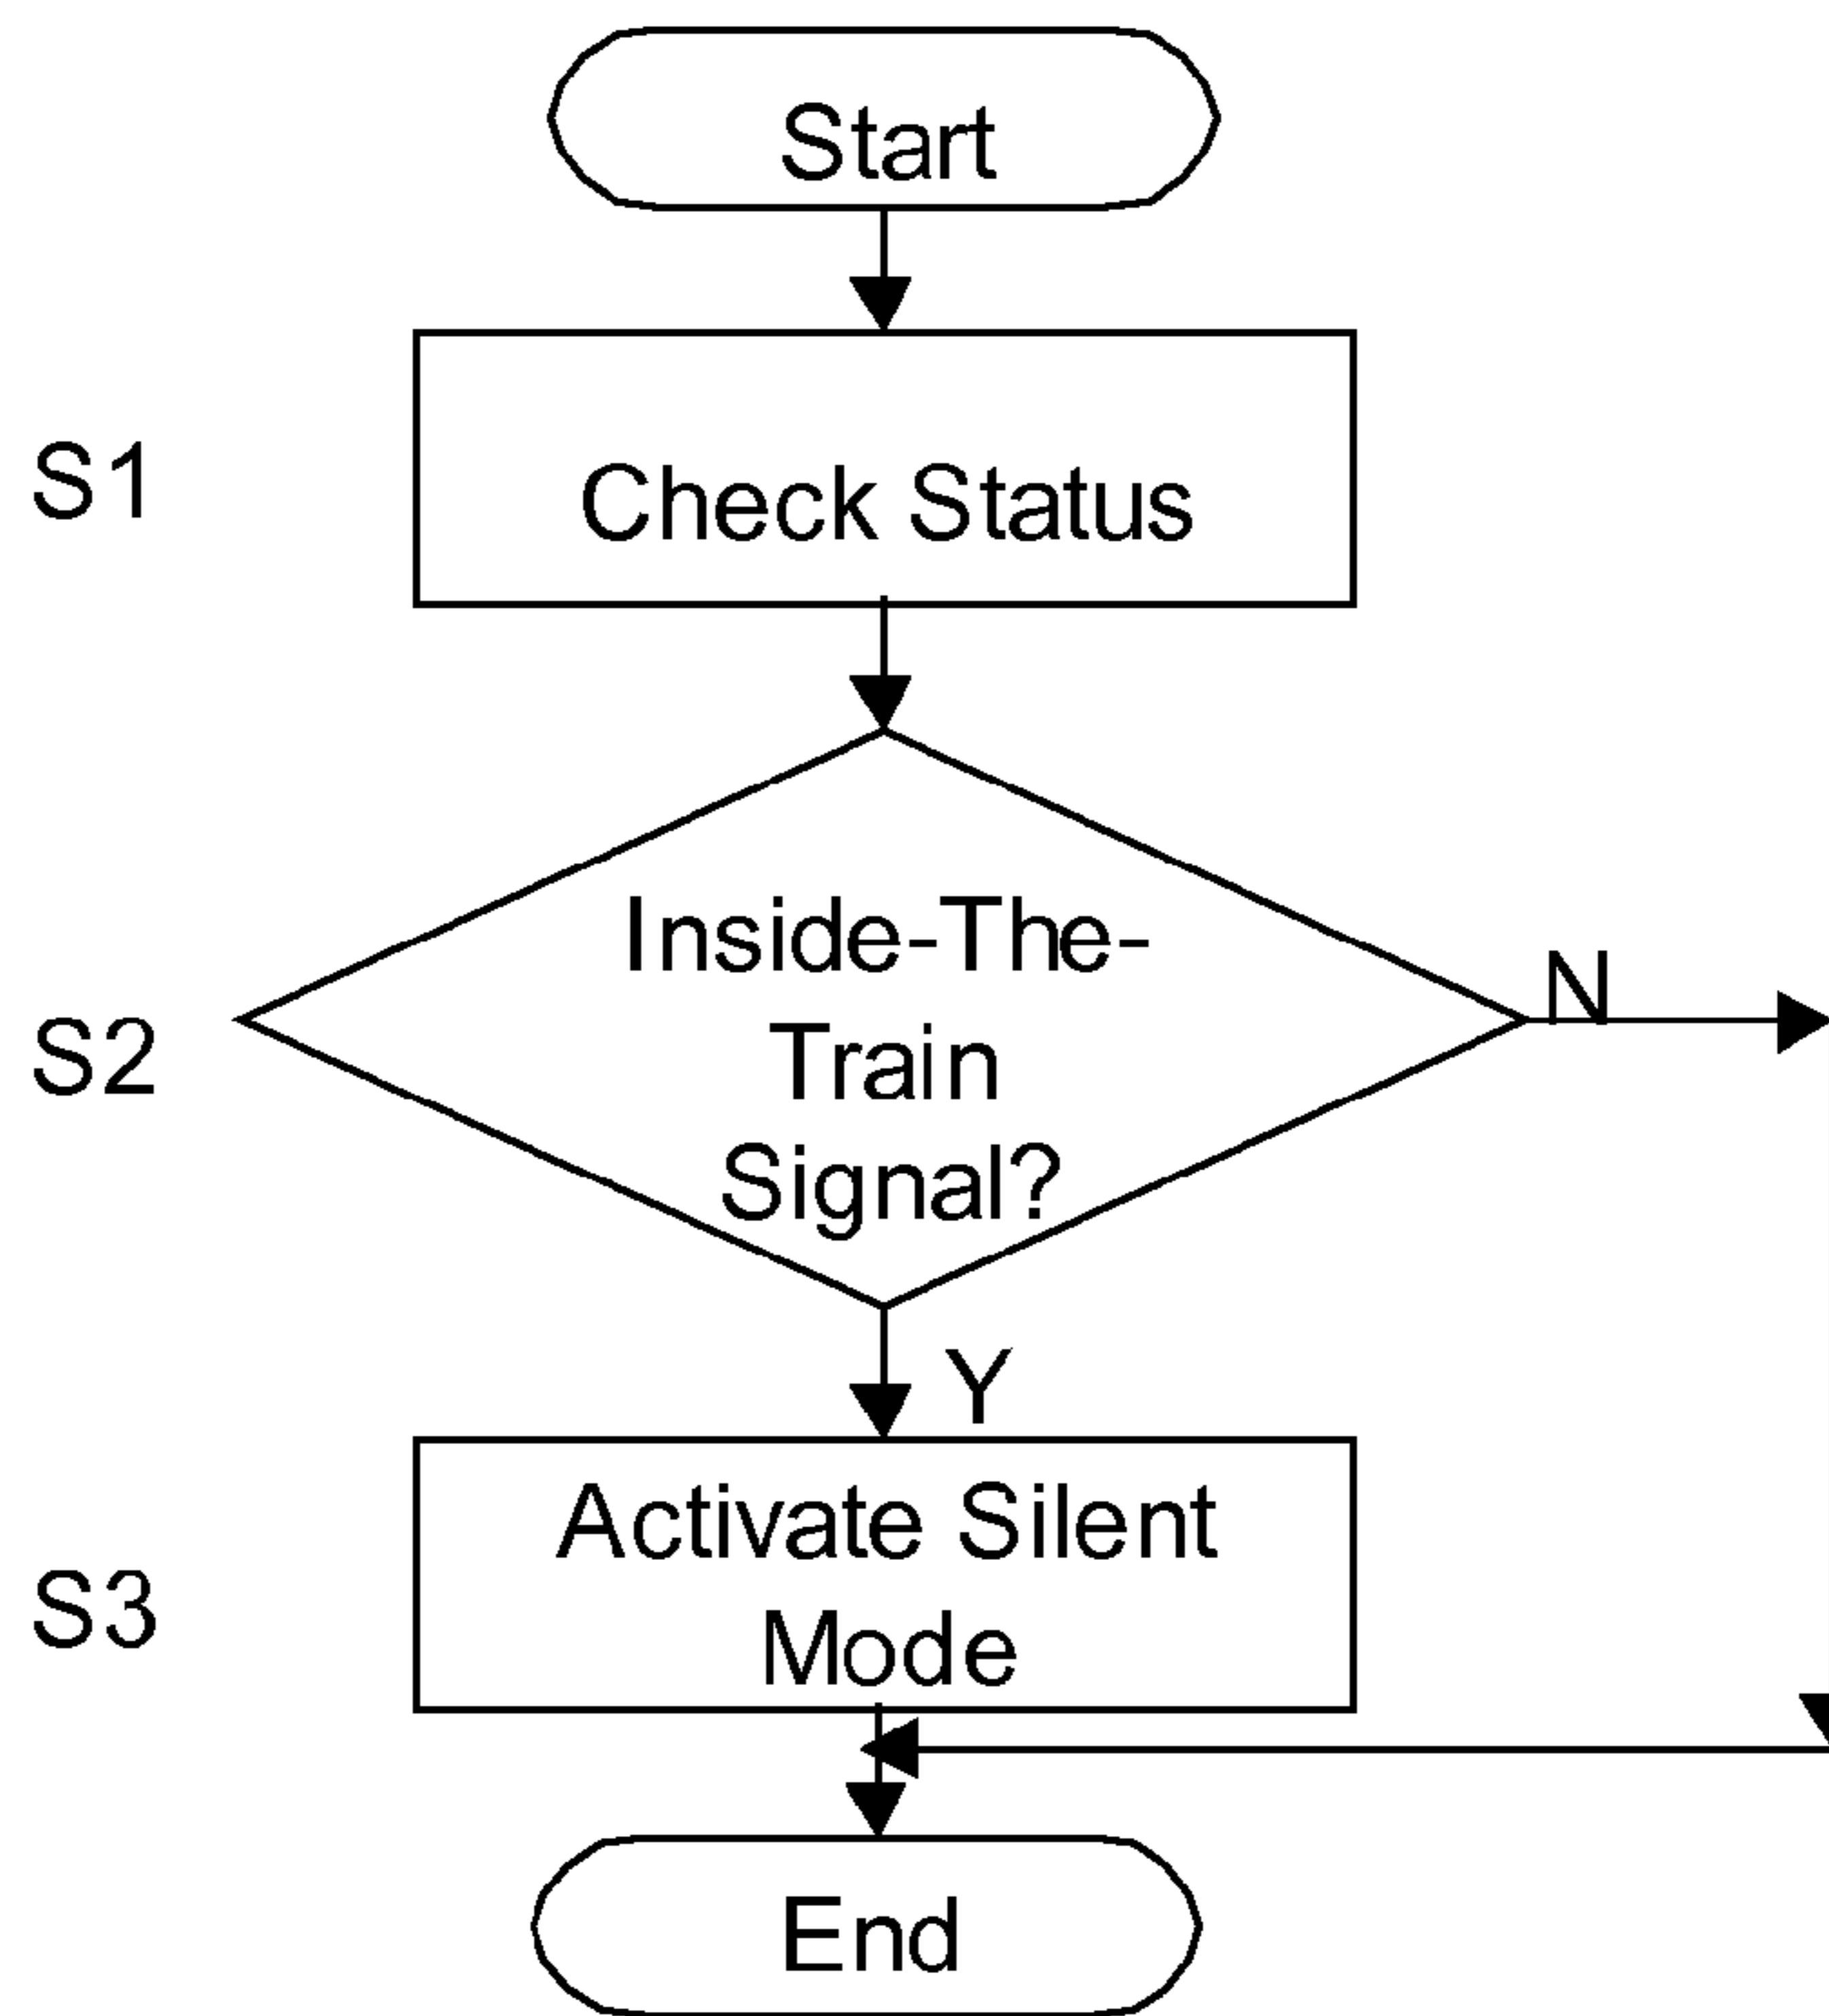 Start
S1
Check Status
S2
Inside-The-
Train
Signal?
N
Y
S3
Activate Silent
Mode
End